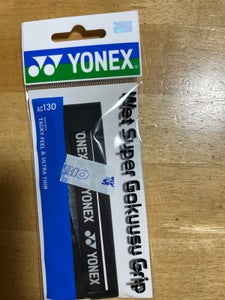 YONEX
AC130
TACKY FEEL & ULTRA THIN
Wet Super Gokuusu Grip
YONEX
YONEX